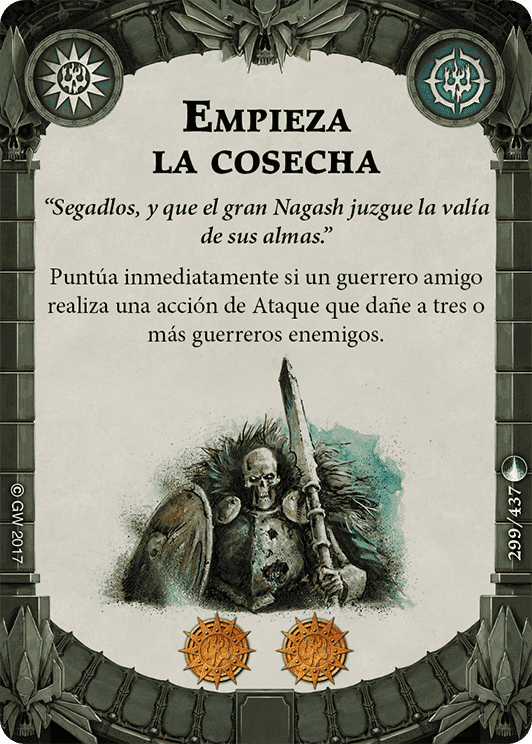 EMPIEZA
LA COSECHA
“Segadlos, y que el gran Nagash juzgue la valía
de sus almas.”
Puntúa inmediatamente si un guerrero amigo
realiza una acción de Ataque que dañe a tres o
más guerreros enemigos.
© GW 2017
299/437